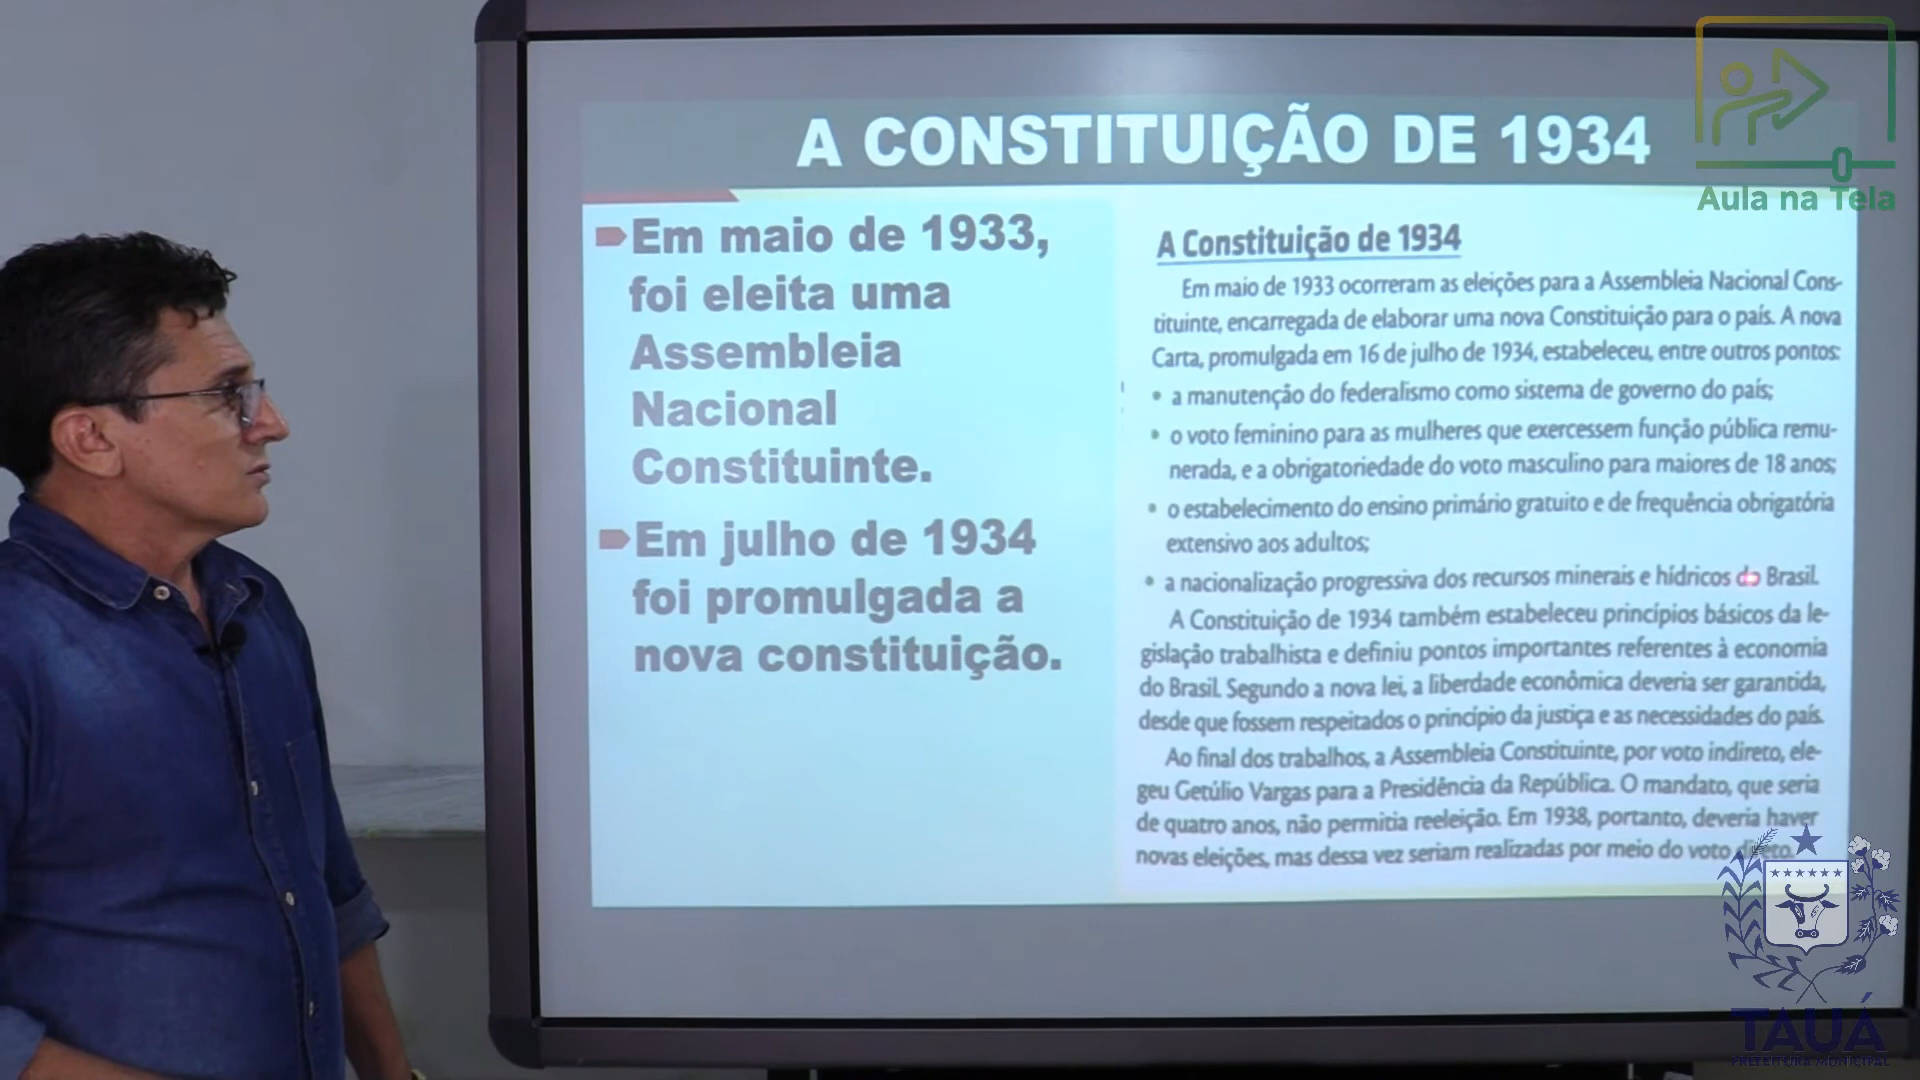 A CONSTITUIÇÃO DE 1934
Em maio de 1933,
foi eleita uma
Assembleia
Nacional
Constituinte.
Em julho de 1934
foi promulgada a
nova constituição.
A Constituição de 1934
Em maio de 1933 ocorreram as eleições para a Assembleia Nacional Cons-
tituinte, encarregada de elaborar uma nova Constituição para o país. A nova
Carta, promulgada em 16 de julho de 1934, estabeleceu, entre outros pontos:
• a manutenção do federalismo como sistema de governo do país;
• o voto feminino para as mulheres que exercessem função pública remu-
nerada, e a obrigatoriedade do voto masculino para maiores de 18 anos;
• o estabelecimento do ensino primário gratuito e de frequência obrigatória
extensivo aos adultos;
• a nacionalização progressiva dos recursos minerais e hídricos do Brasil.
A Constituição de 1934 também estabeleceu princípios básicos da le-
gislação trabalhista e definiu pontos importantes referentes à economia
do Brasil. Segundo a nova lei, a liberdade econômica deveria ser garantida,
desde que fossem respeitados o princípio da justiça e as necessidades do país.
Ao final dos trabalhos, a Assembleia Constituinte, por voto indireto, ele-
geu Getúlio Vargas para a Presidência da República. O mandato, que seria
de quatro anos, não permitia reeleição. Em 1938, portanto, deveria haver
novas eleições, mas dessa vez seriam realizadas por meio do voto direto.
Aula na Tela
TAUÁ
PREFEITURA MUNICIPAL